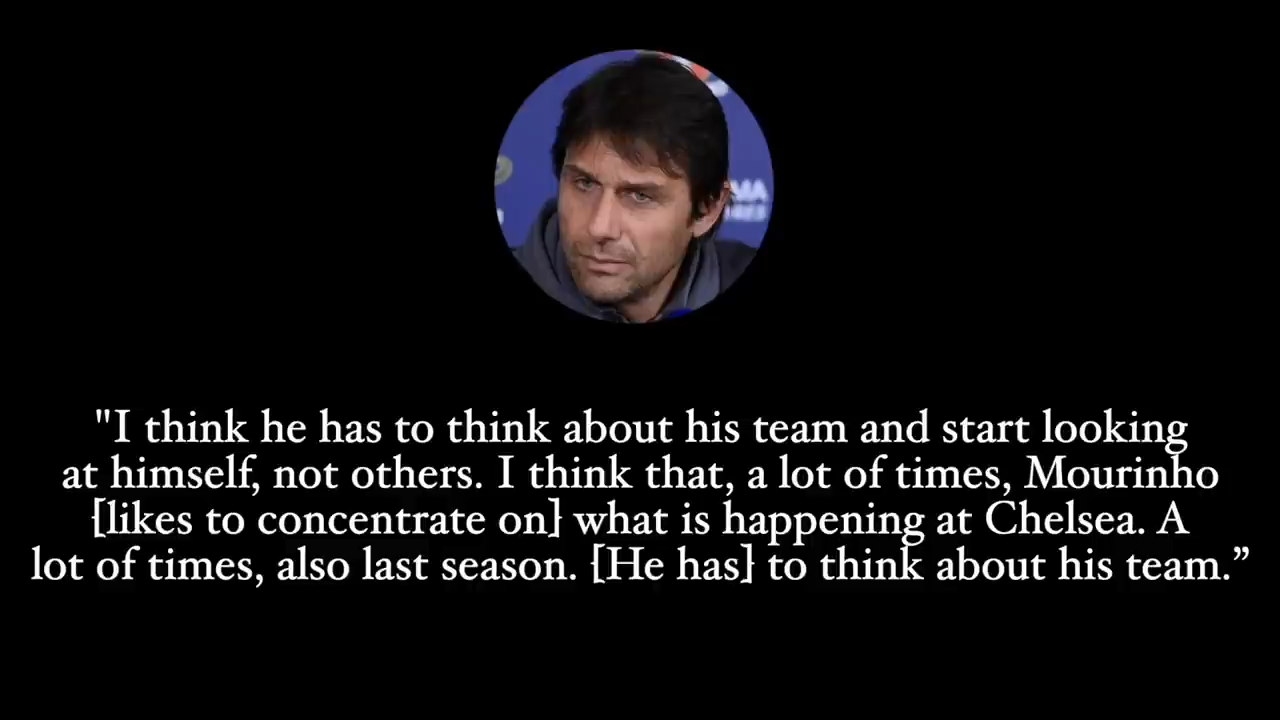 MA
"I think he has to think about his team and start looking
at himself, not others. I think that, a lot of times, Mourinho
[likes to concentrate on] what is happening at Chelsea. A
lot of times, also last season. [He has] to think about his team.”